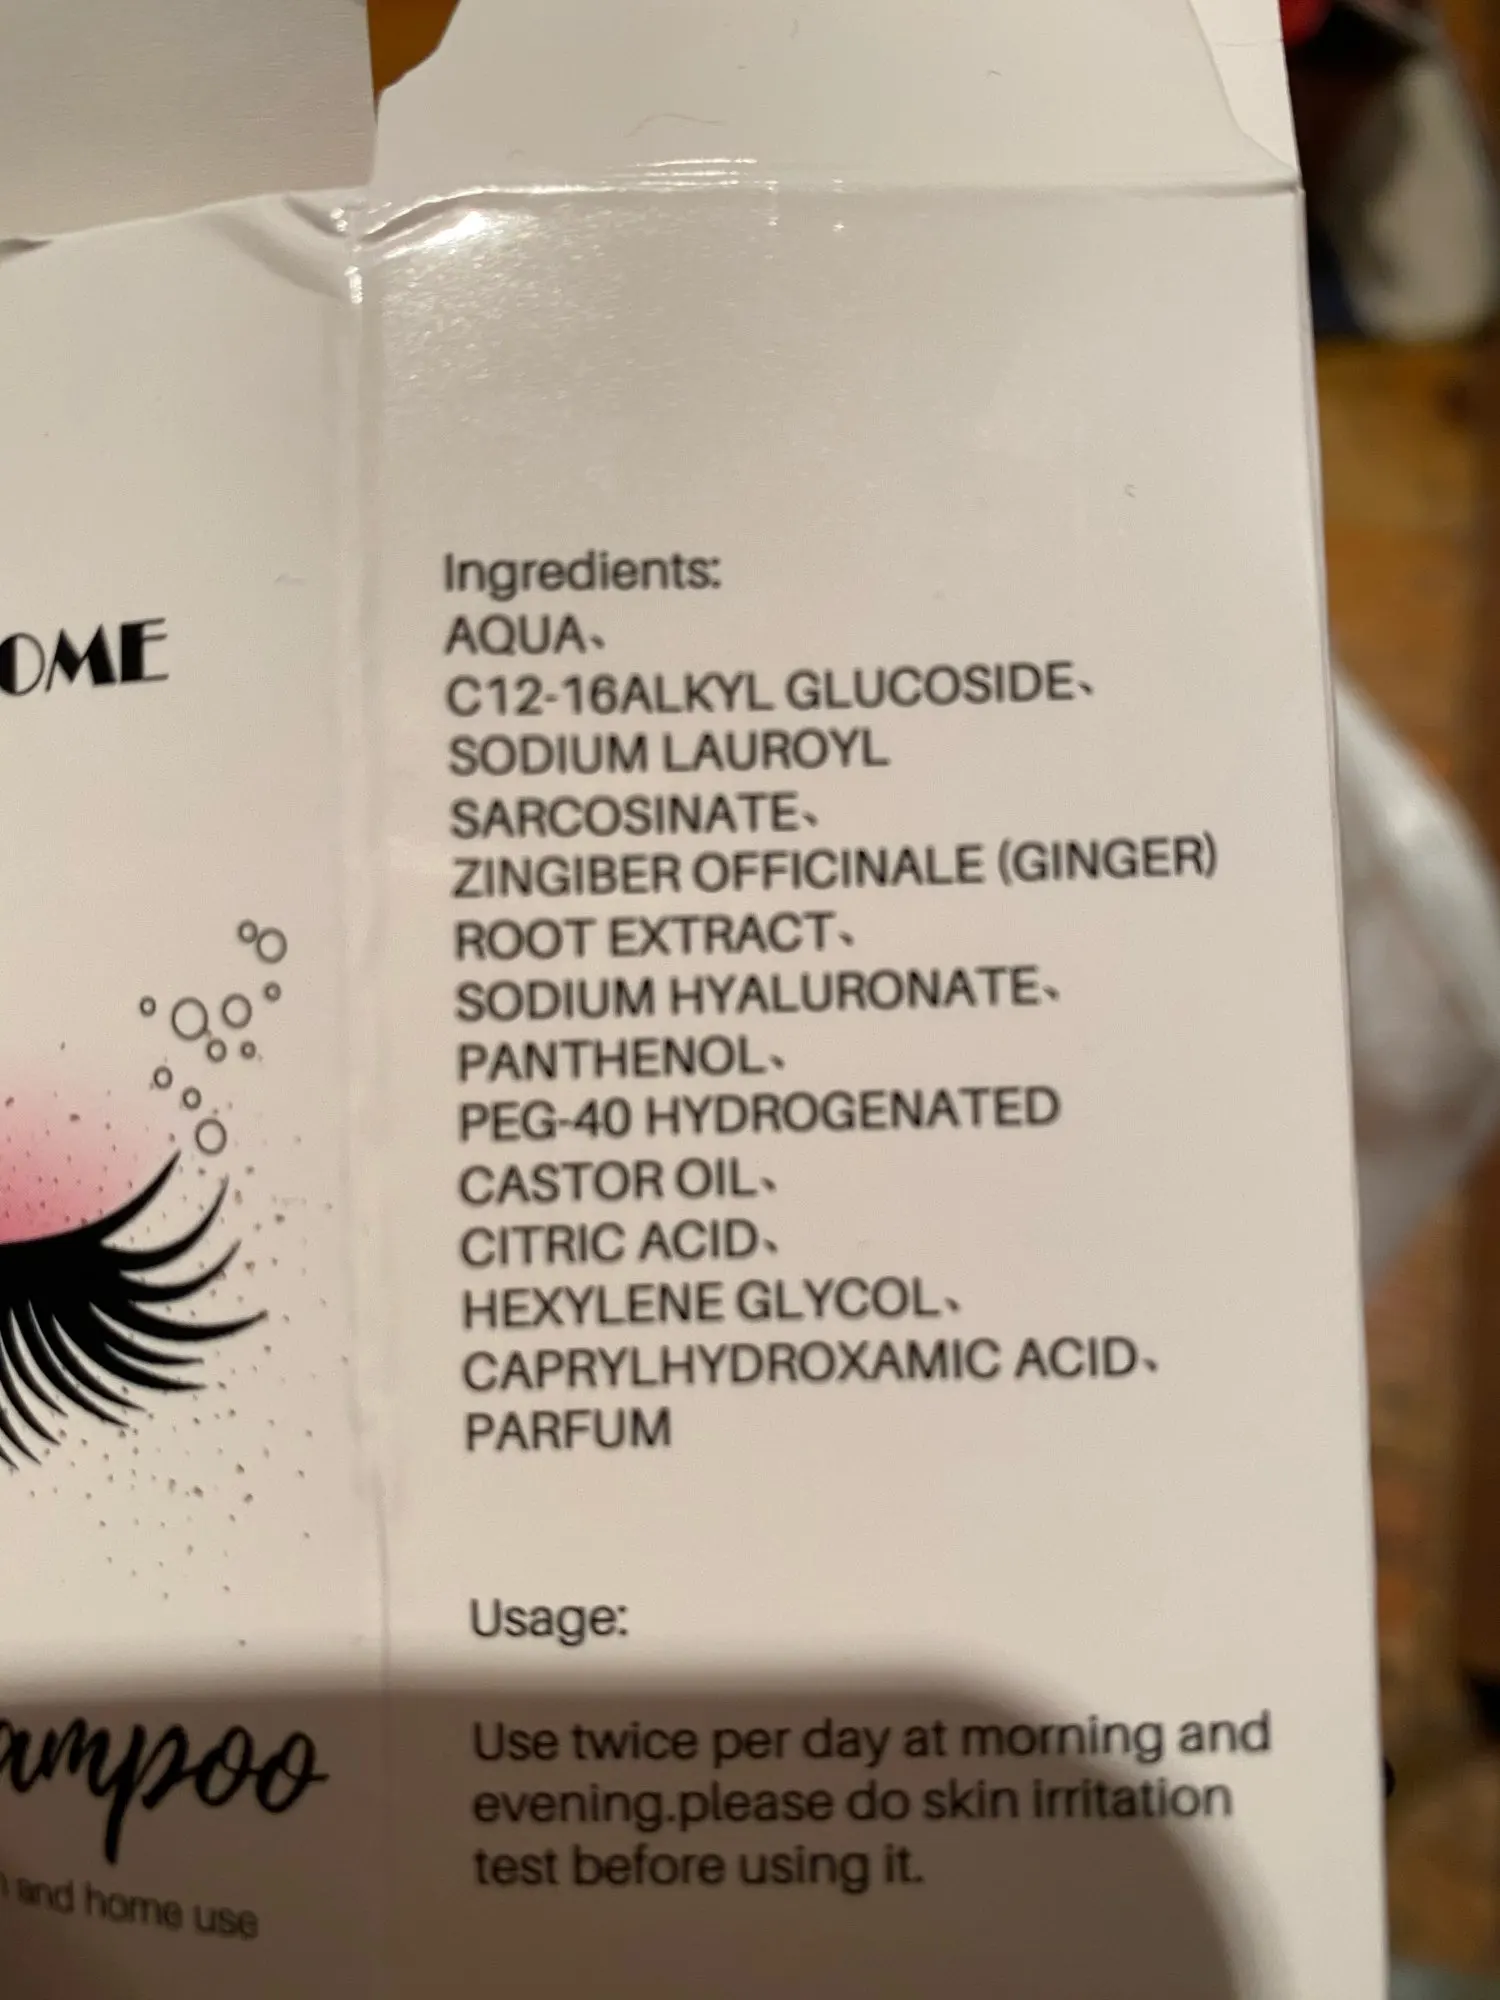 OME
ampoo
and home use
Ingredients:
AQUA、
C12-16ALKYL GLUCOSIDE、
SODIUM LAUROYL
SARCOSINATE、
ZINGIBER OFFICINALE (GINGER)
ROOT EXTRACT、
SODIUM HYALURONATE、
PANTHENOL、
PEG-40 HYDROGENATED
CASTOR OIL、
CITRIC ACID、
HEXYLENE GLYCOL、
CAPRYLHYDROXAMIC ACID、
PARFUM
Usage:
Use twice per day at morning and
evening.please do skin irritation
test before using it.